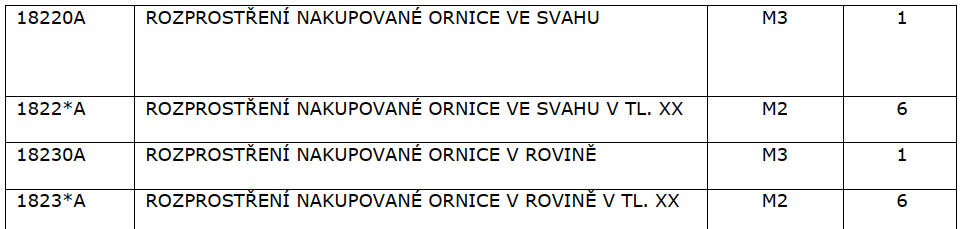 18220A ROZPROSTŘENÍ NAKUPOVANÉ ORNICE VE SVAHU M3 1
1822*A ROZPROSTŘENÍ NAKUPOVANÉ ORNICE VE SVAHU V TL. XX M2 6
18230A ROZPROSTŘENÍ NAKUPOVANÉ ORNICE V ROVINĚ M3 1
1823*A ROZPROSTŘENÍ NAKUPOVANÉ ORNICE V ROVINĚ V TL. XX M2 6